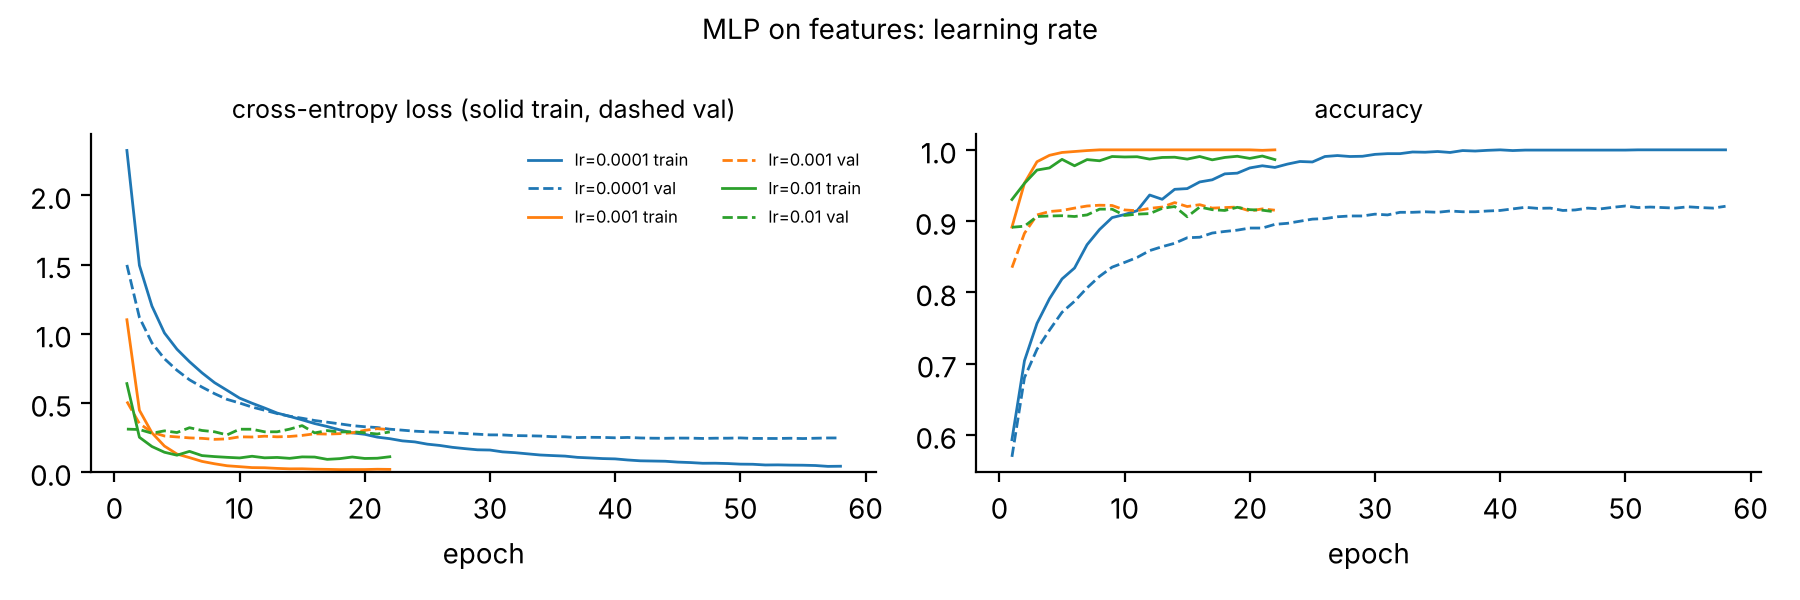 MLP on features: learning rate
cross-entropy loss (solid train, dashed val)
lr=0.0001 train
lr=0.0001 val
lr=0.001 train
lr=0.001 val
lr=0.01 train
lr=0.01 val
2.0
1.5
1.0
0.5
0.0
0 10 20 30 40 50 60
epoch
accuracy
1.0
0.9
0.8
0.7
0.6
0 10 20 30 40 50 60
epoch